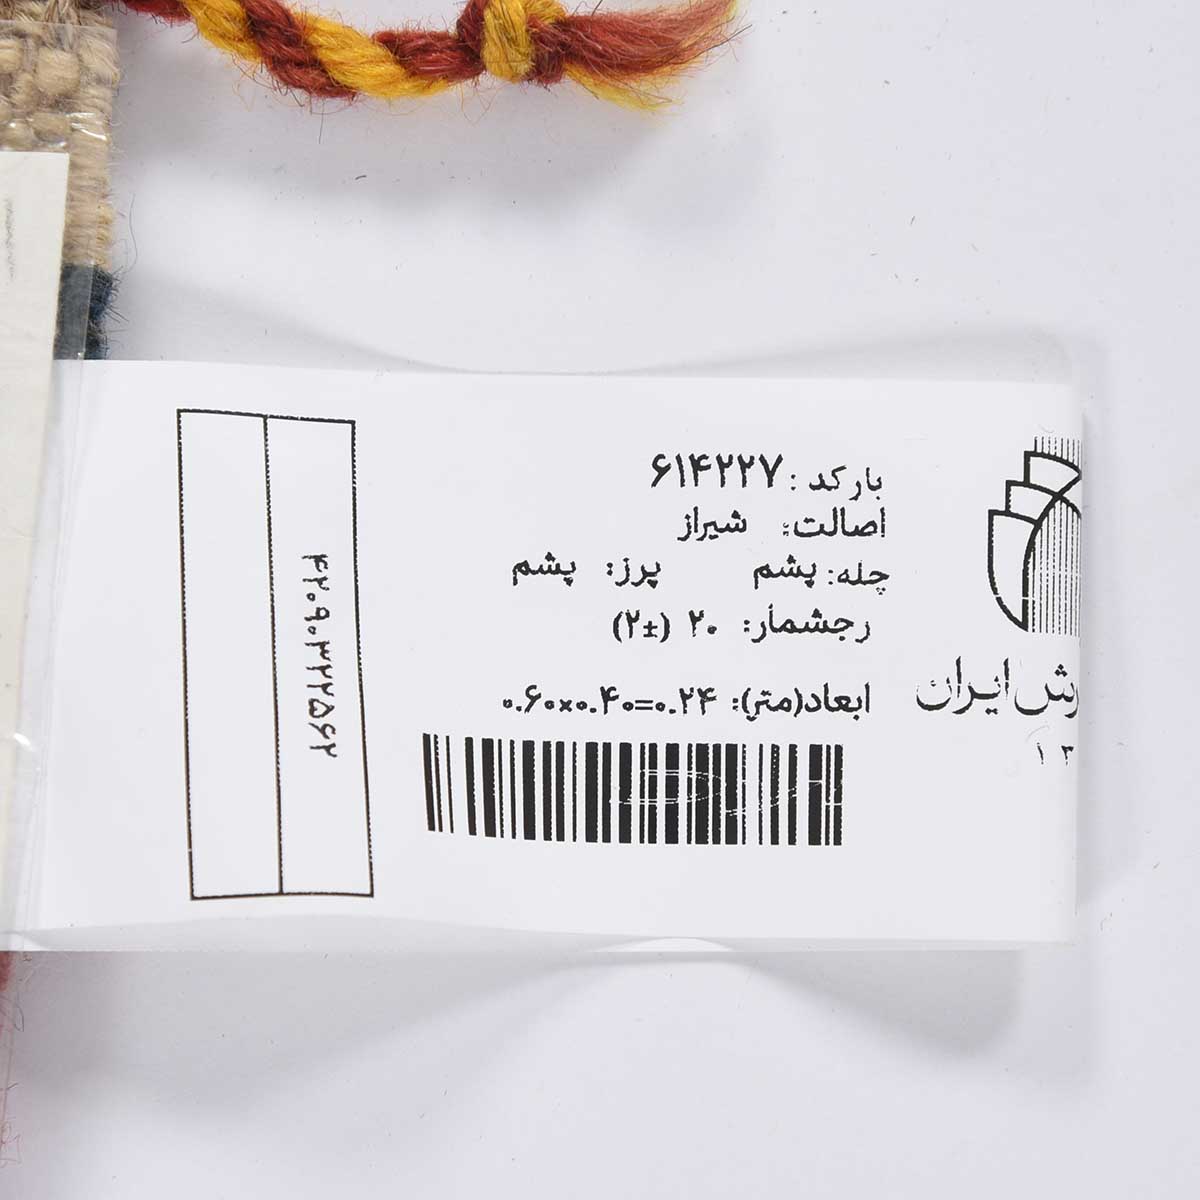 بارکد: ۶۱۴۲۲۷
اصالت: شیراز
چله: پشم پرز: پشم
رجشمار: ۲۰ (±۲)
ابعاد(متر): ۰.۶۰×۰.۴۰=۰.۲۴
رش ایران
۱۳
۴۲۰۹۰۳۲۲۵۶۲